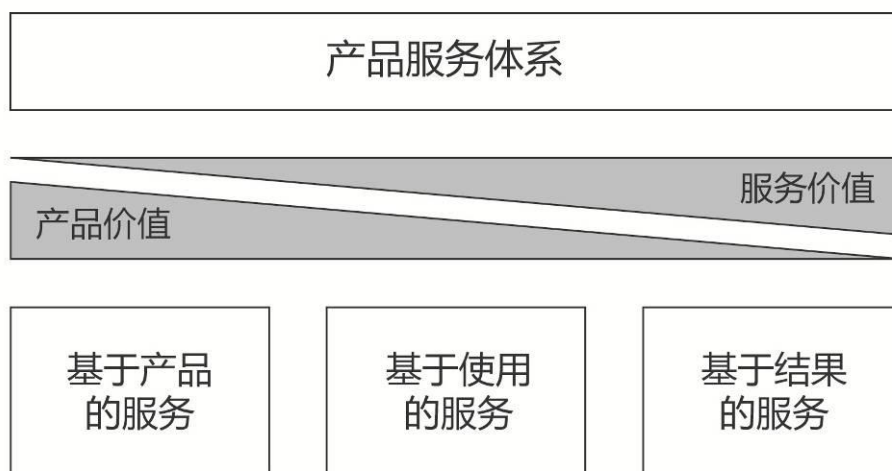 产品服务体系
服务价值
产品价值
基于产品
的服务
基于使用
的服务
基于结果
的服务